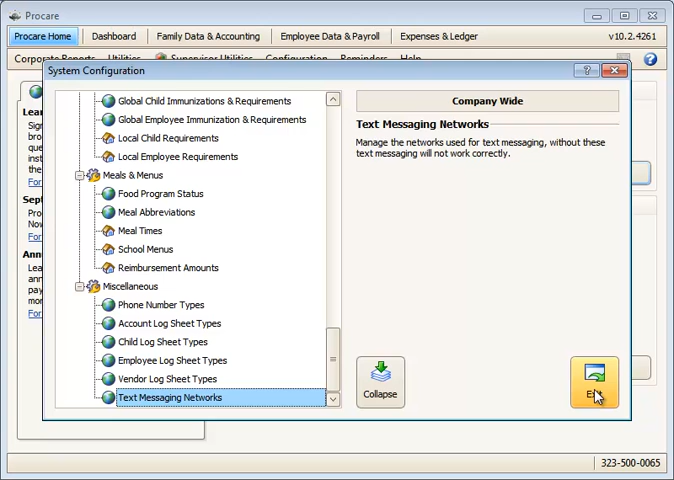 Procare
Procare Home
Dashboard
Family Data & Accounting
Employee Data & Payroll
Expenses & Ledger
v10.2.4261
Corporate Reports
Utilities
Supervisor Utilities
Configuration
Reminders
Help
System Configuration
Global Child Immunizations & Requirements
Global Employee Immunization & Requirements
Local Child Requirements
Local Employee Requirements
Meals & Menus
Food Program Status
Meal Abbreviations
Meal Times
School Menus
Reimbursement Amounts
Miscellaneous
Phone Number Types
Account Log Sheet Types
Child Log Sheet Types
Employee Log Sheet Types
Vendor Log Sheet Types
Text Messaging Networks
Company Wide
Text Messaging Networks
Manage the networks used for text messaging, without these
text messaging will not work correctly.
Collapse
323-500-0065